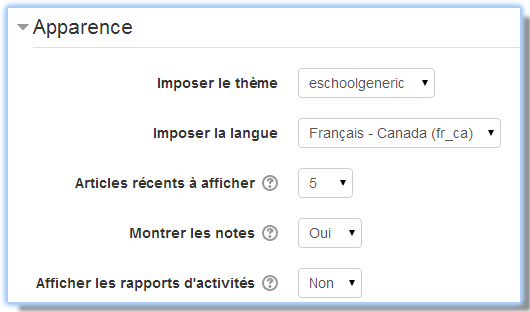 Apparence
Imposer le thème eschoolgeneric
Imposer la langue Français - Canada (fr_ca)
Articles récents à afficher ? 5
Montrer les notes ? Oui
Afficher les rapports d'activités ? Non